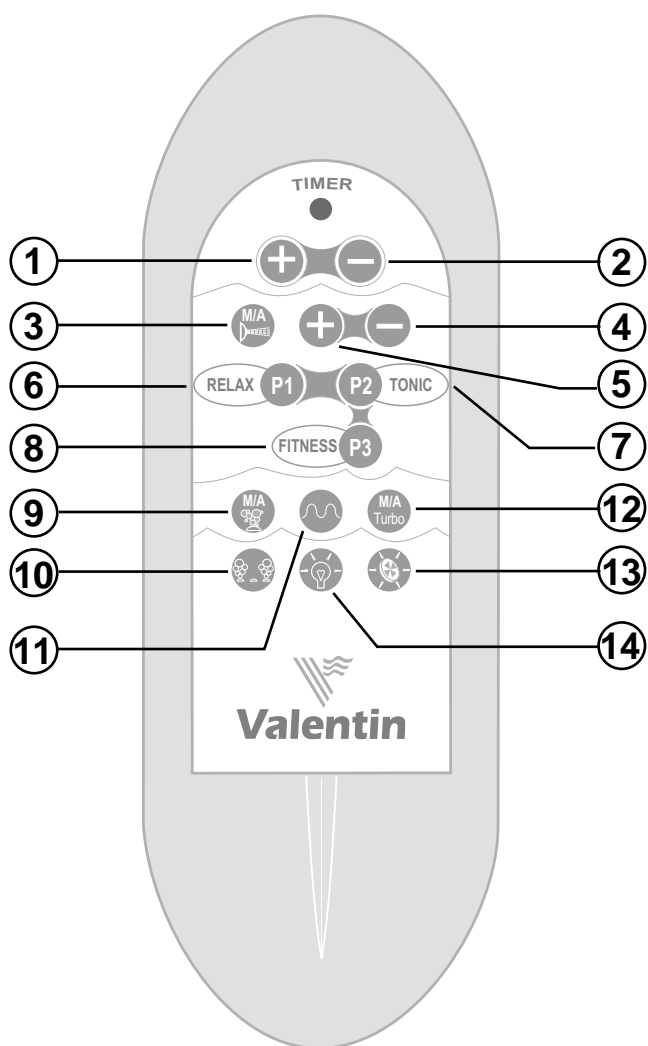 TIMER
1 + − 2
3 M/A + − 4
5
6 RELAX P1 P2 TONIC
7
8 FITNESS P3
9 M/A M/A Turbo 12
10 13
11 14
Valentin